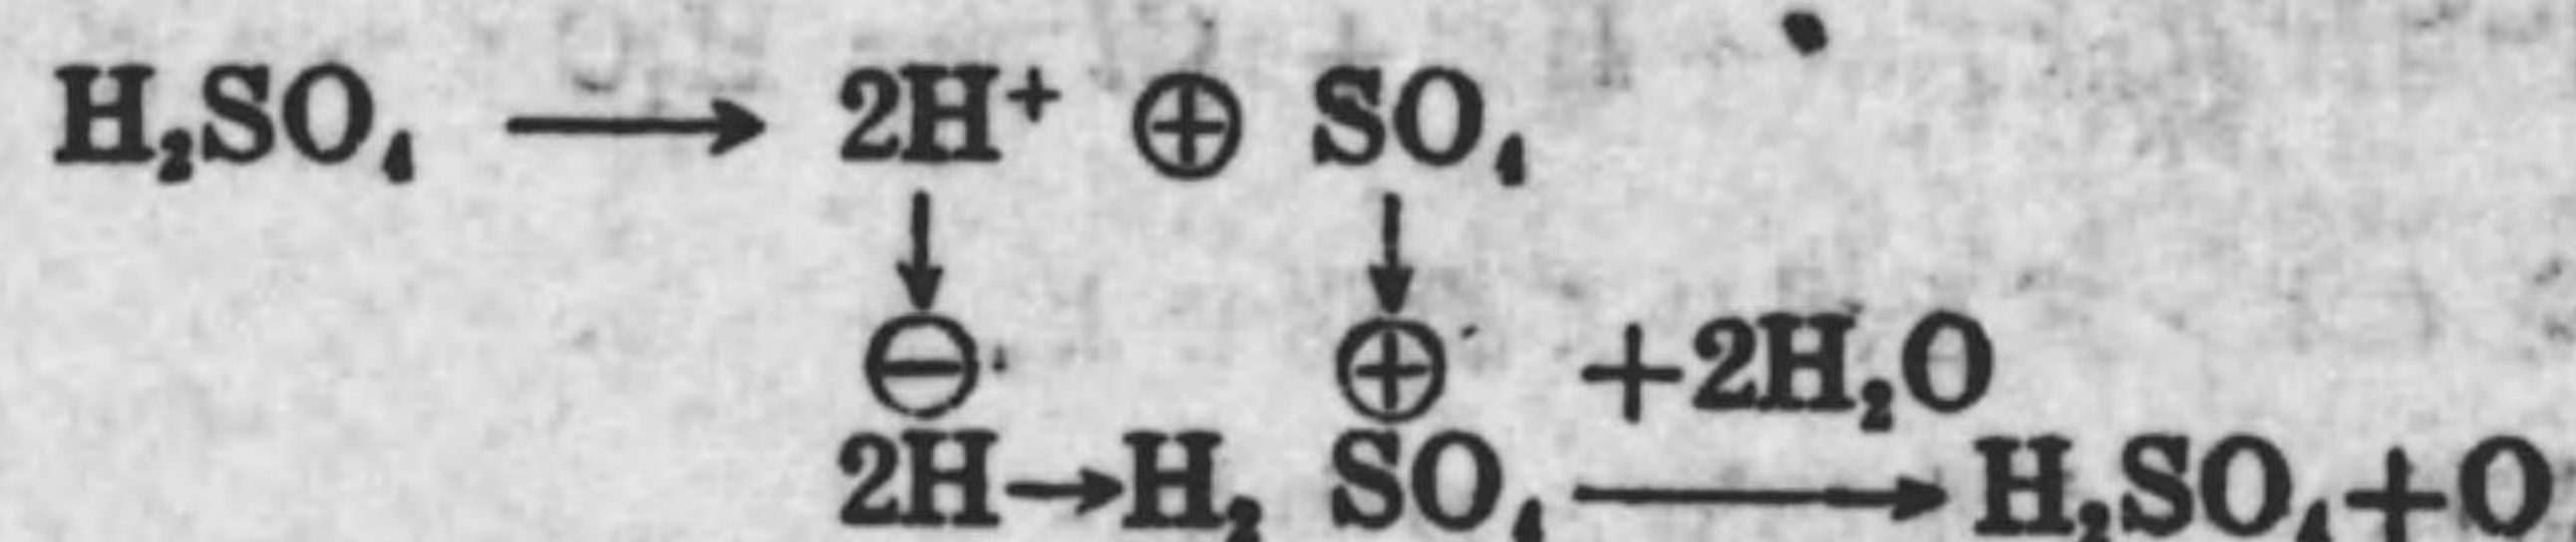 H₂SO₄ ⟶ 2H⁺ ⊕ SO₄
↓ ↓
⊖ ⊕ +2H₂O
2H→H₂ SO₄ ⟶ H₂SO₄+O